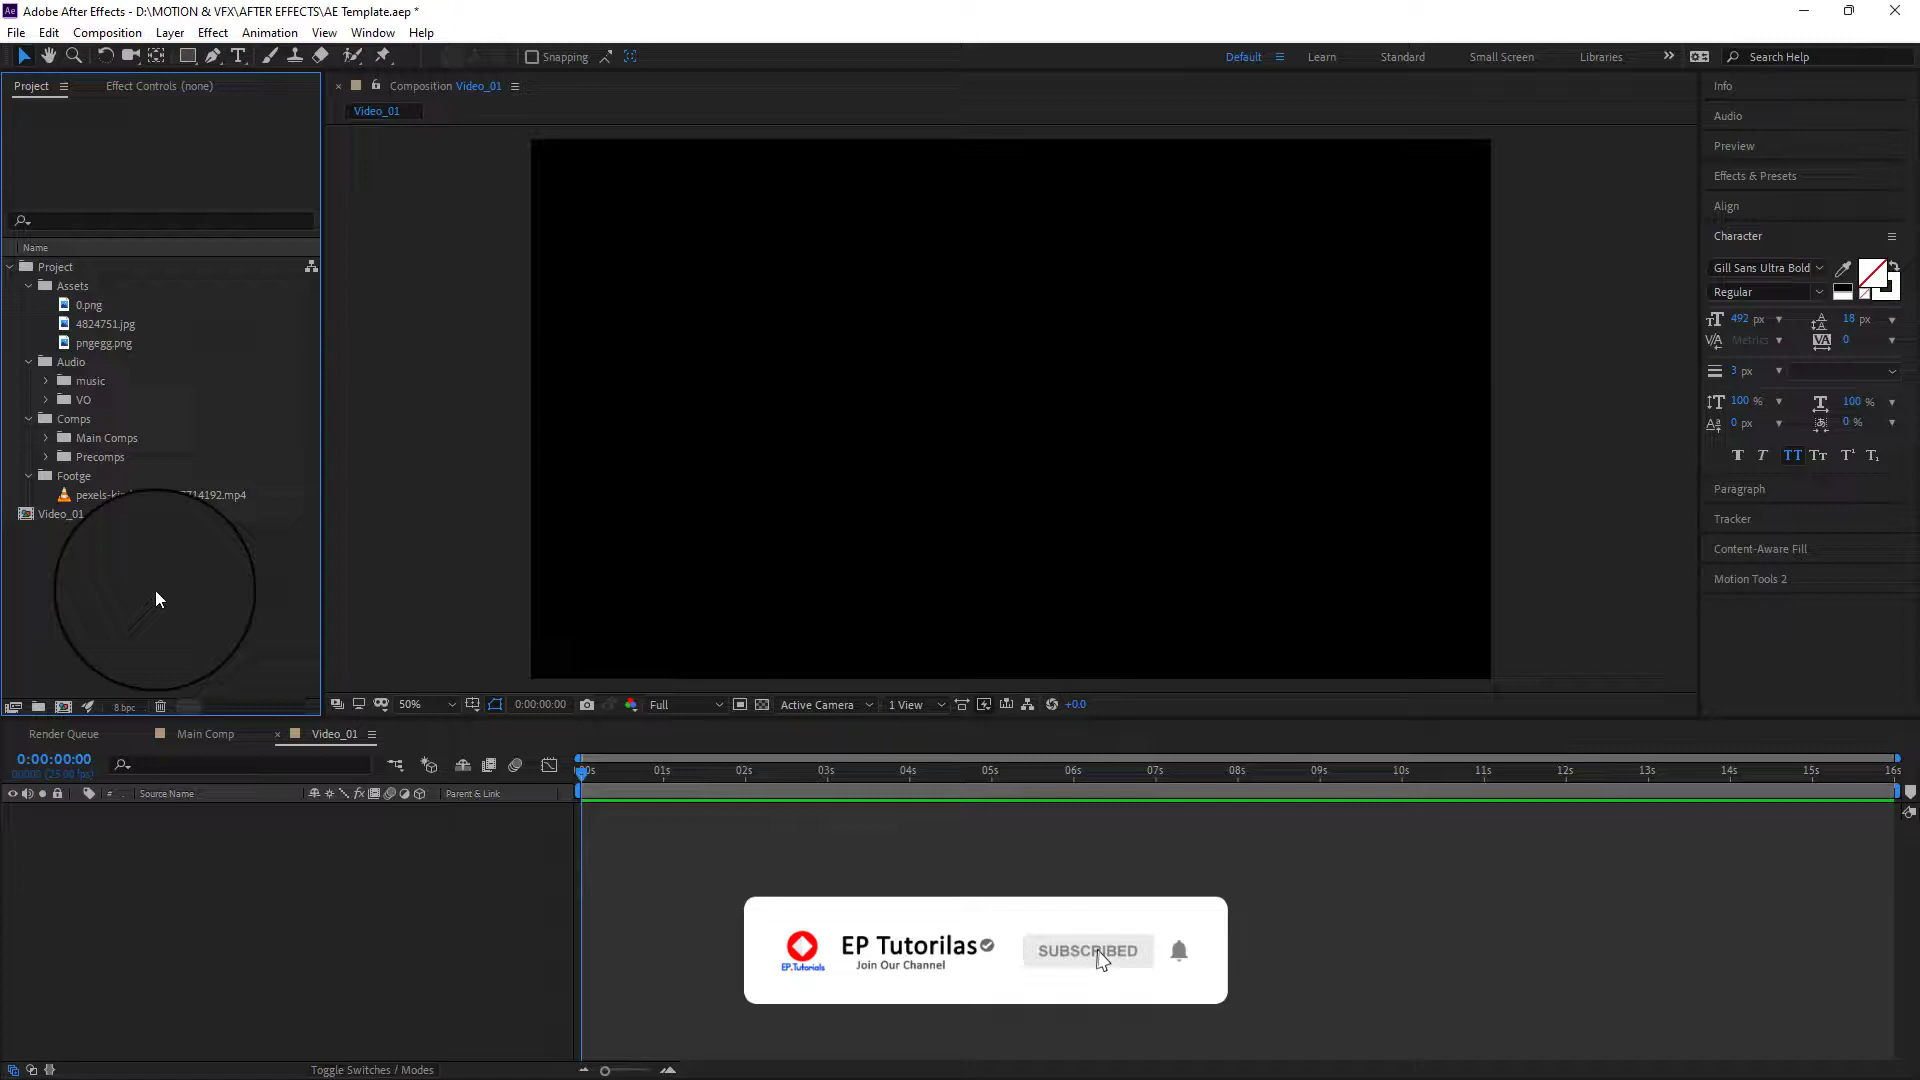 Adobe After Effects - D:\MOTION & VFX\AFTER EFFECTS\AE Template.aep *
File Edit Composition Layer Effect Animation View Window Help
Snapping Default Learn Standard Small Screen Libraries Search Help
Project Effect Controls (none)
Composition Video_01
Video_01
Name
Project
Assets
0.png
4824751.jpg
pngegg.png
Audio
music
VO
Comps
Main Comps
Precomps
Footge
714192.mp4
Video_01
8 bpc
50% 0:00:00:00 Full Active Camera 1 View +0.0
Info
Audio
Preview
Effects & Presets
Align
Character
Gill Sans Ultra Bold
Regular
492 px 18 px
Metrics 0
3 px
100 % 100 %
0 px 0 %
Paragraph
Tracker
Content-Aware Fill
Motion Tools 2
Render Queue Main Comp Video_01
0:00:00:00
00000 (25.00 fps)
01s 02s 03s 04s 05s 06s 07s 08s 09s 10s 11s 12s 13s 14s 15s 16s
# Source Name Parent & Link
EP Tutorilas
Join Our Channel
EP.Tutorials
SUBSCRIBED
Toggle Switches / Modes